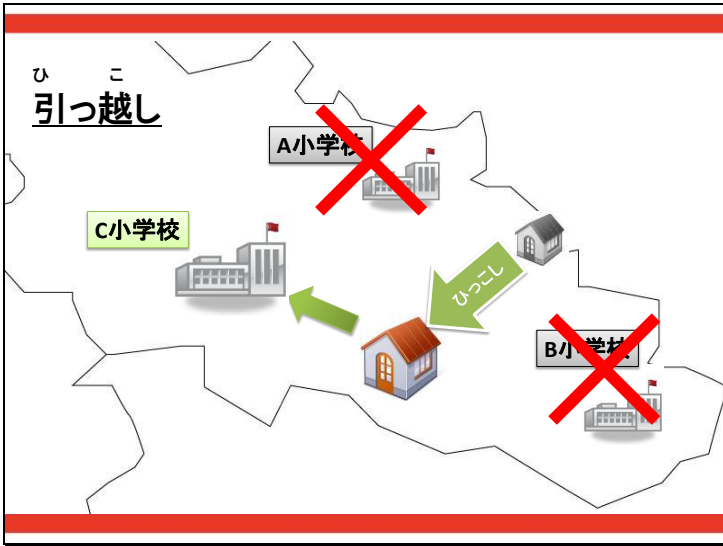 ひ こ
引っ越し
A小学校
C小学校
ひっこし
B小学校